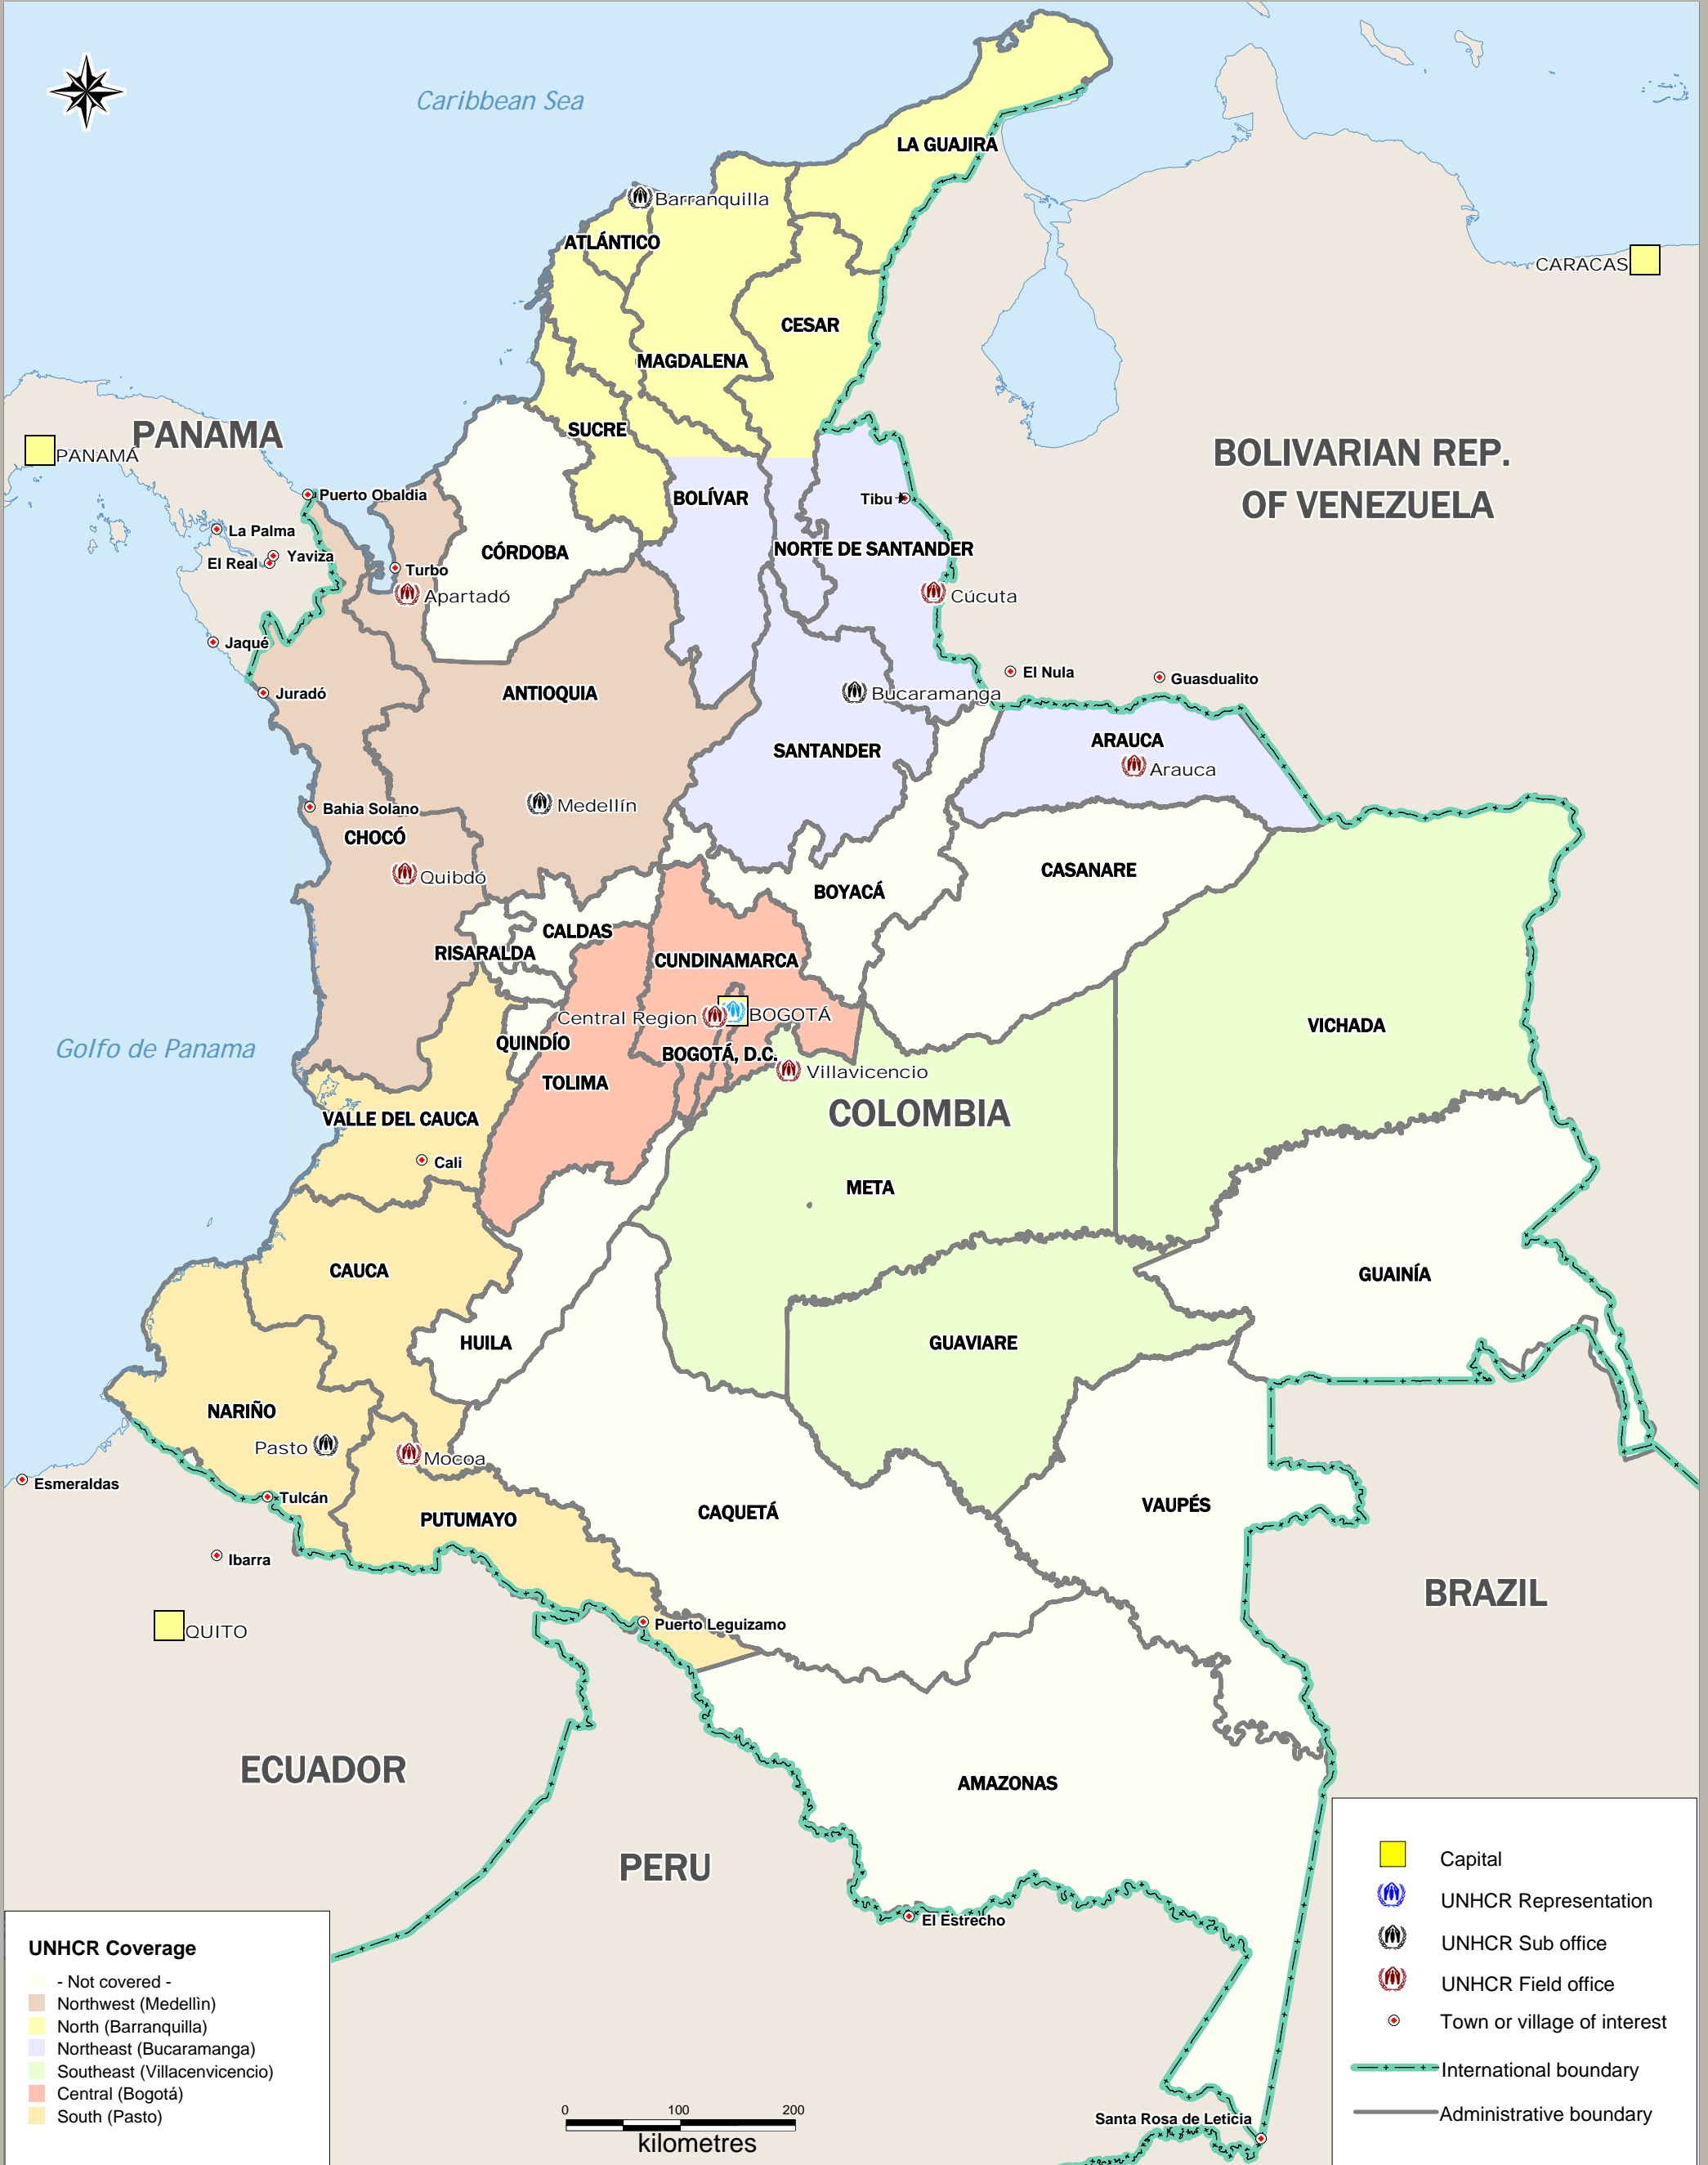 Caribbean Sea
LA GUAJIRA
Barranquilla
ATLÁNTICO
CARACAS
CESAR
MAGDALENA
PANAMA
SUCRE
PANAMÁ
BOLIVARIAN REP.
OF VENEZUELA
Puerto Obaldia
BOLÍVAR
Tibu
La Palma
CÓRDOBA
NORTE DE SANTANDER
El Real
Yaviza
Turbo
Apartadó
Cúcuta
Jaqué
El Nula
Guasdualito
Juradó
ANTIOQUIA
Bucaramanga
ARAUCA
SANTANDER
Arauca
Medellín
Bahia Solano
CHOCÓ
Quibdó
CASANARE
BOYACÁ
CALDAS
RISARALDA
CUNDINAMARCA
Central Region
BOGOTÁ
VICHADA
Golfo de Panama
QUINDÍO
BOGOTÁ, D.C.
Villavicencio
TOLIMA
COLOMBIA
VALLE DEL CAUCA
Cali
META
CAUCA
GUAINÍA
HUILA
GUAVIARE
NARIÑO
Pasto
Mocoa
Esmeraldas
Tulcán
PUTUMAYO
CAQUETÁ
VAUPÉS
Ibarra
BRAZIL
QUITO
Puerto Leguizamo
ECUADOR
AMAZONAS
PERU
El Estrecho
Santa Rosa de Leticia
UNHCR Coverage
- Not covered -
Northwest (Medellìn)
North (Barranquilla)
Northeast (Bucaramanga)
Southeast (Villacenvicencio)
Central (Bogotá)
South (Pasto)
0 100 200
kilometres
Capital
UNHCR Representation
UNHCR Sub office
UNHCR Field office
Town or village of interest
International boundary
Administrative boundary